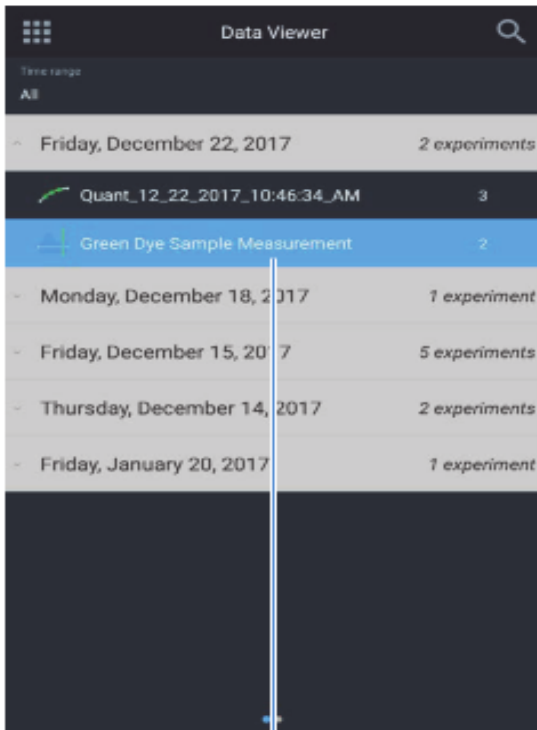 Data Viewer
Time range
All
Friday, December 22, 2017 2 experiments
Quant_12_22_2017_10:46:34_AM 3
Green Dye Sample Measurement 2
Monday, December 18, 2017 1 experiment
Friday, December 15, 2017 5 experiments
Thursday, December 14, 2017 2 experiments
Friday, January 20, 2017 1 experiment